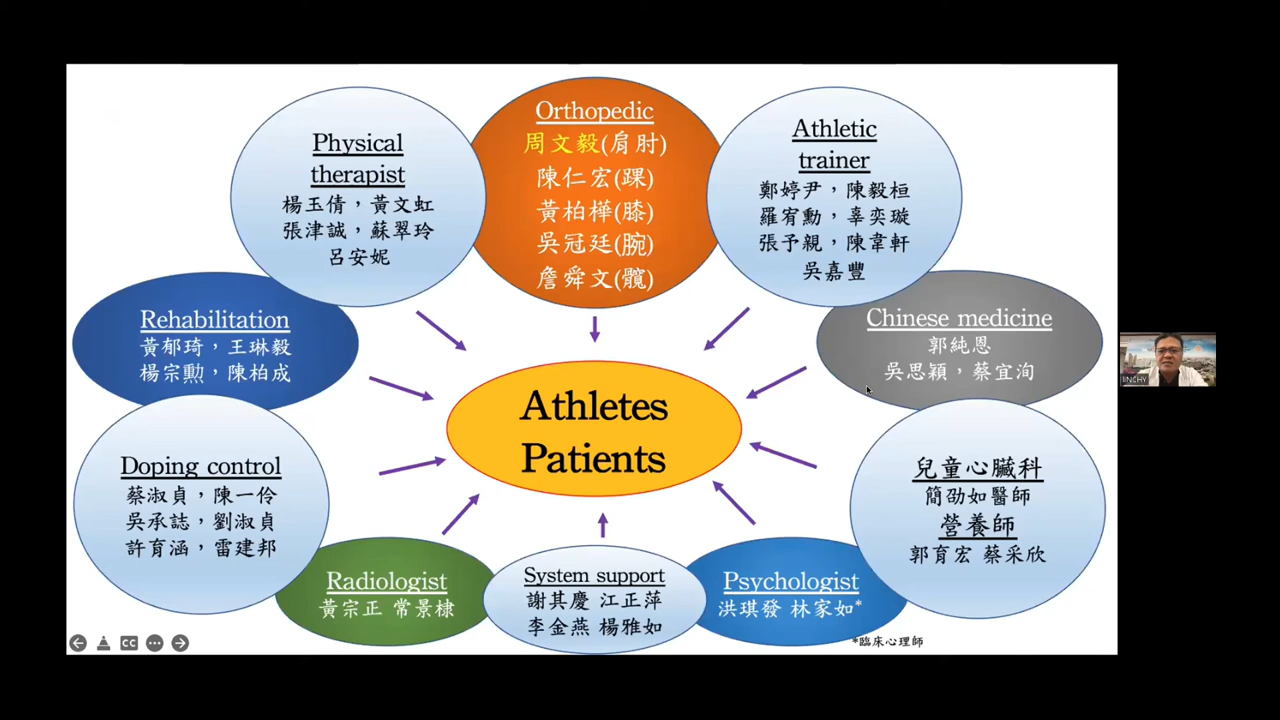 Physical
therapist
楊玉倩，黃文虹
張津誠，蘇翠玲
呂安妮
Orthopedic
周文毅(肩肘)
陳仁宏(踝)
黃柏樺(膝)
吳冠廷(腕)
詹舜文(髖)
Athletic
trainer
鄭婷尹，陳毅桓
羅宥勳，辜奕璇
張予親，陳韋軒
吳嘉豐
Rehabilitation
黃郁琦，王琳毅
楊宗勲，陳柏成
Chinese medicine
郭純恩
吳思穎，蔡宜洵
Athletes
Patients
Doping control
蔡淑貞，陳一伶
吳承誌，劉淑貞
許育涵，雷建邦
兒童心臟科
簡劭如醫師
營養師
郭育宏 蔡采欣
Radiologist
黃宗正 常景棣
System support
謝其慶 江正萍
李金燕 楊雅如
Psychologist
洪琪發 林家如*
*臨床心理師
CC